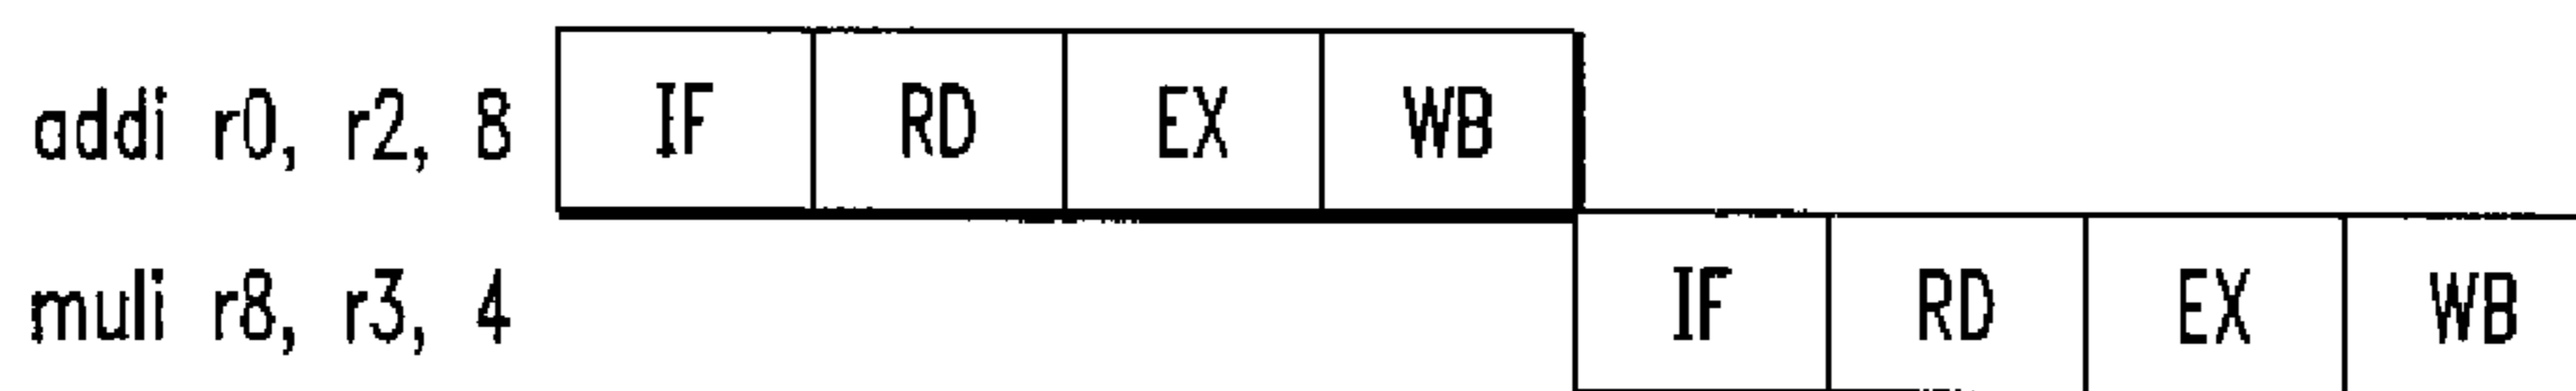 addi r0, r2, 8 IF RD EX WB
muli r8, r3, 4 IF RD EX WB